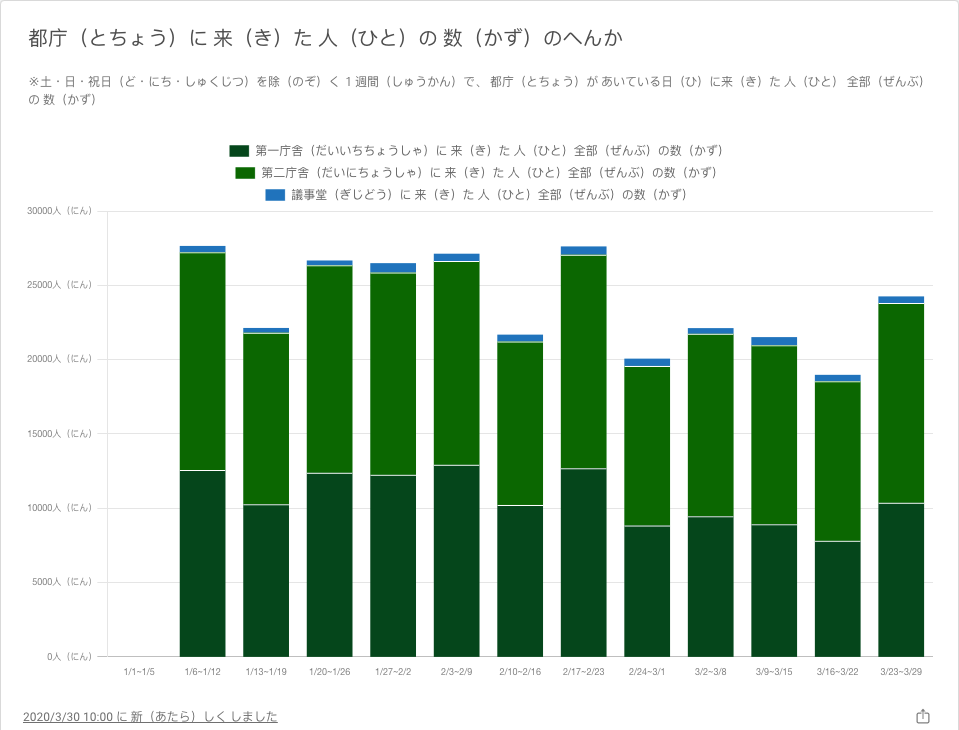 都庁（とちょう）に 来（き）た 人（ひと）の 数（かず）のへんか
※土・日・祝日（ど・にち・しゅくじつ）を除（のぞ）く 1 週間（しゅうかん）で、 都庁（とちょう）が あいている日（ひ）に来（き）た 人（ひと） 全部（ぜんぶ）
の 数（かず）
第一庁舎（だいいちちょうしゃ）に 来（き）た 人（ひと）全部（ぜんぶ）の数（かず）
第二庁舎（だいにちょうしゃ）に 来（き）た 人（ひと）全部（ぜんぶ）の数（かず）
議事堂（ぎじどう）に 来（き）た 人（ひと）全部（ぜんぶ）の数（かず）
30000人（にん）
25000人（にん）
20000人（にん）
15000人（にん）
10000人（にん）
5000人（にん）
0人（にん）
1/1~1/5 1/6~1/12 1/13~1/19 1/20~1/26 1/27~2/2 2/3~2/9 2/10~2/16 2/17~2/23 2/24~3/1 3/2~3/8 3/9~3/15 3/16~3/22 3/23~3/29
2020/3/30 10:00 に 新（あたら）しく しました